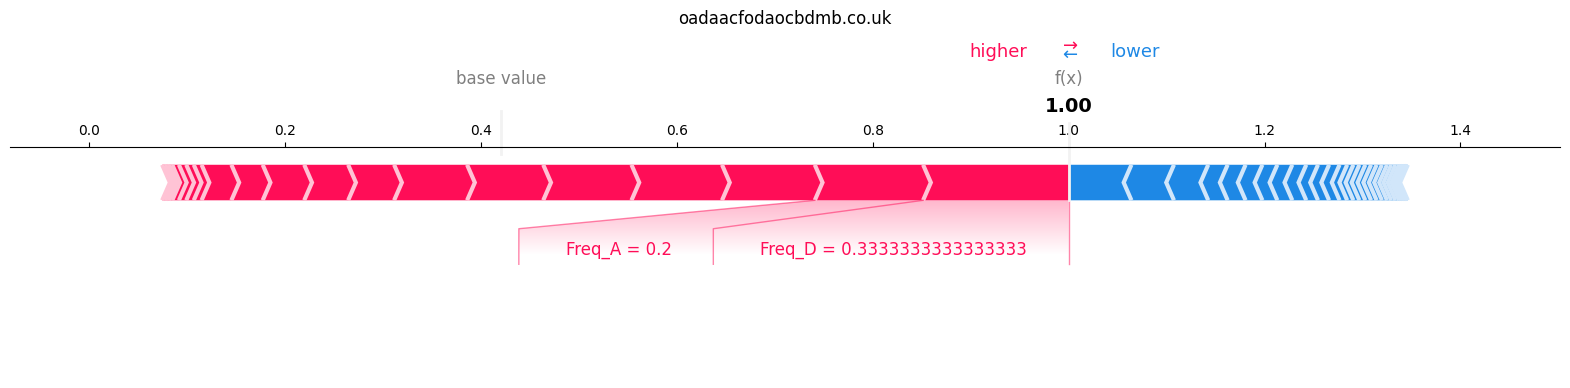 oadaacfodaocbdmb.co.uk
higher → ← lower
base value f(x)
1.00
0.0 0.2 0.4 0.6 0.8 1.0 1.2 1.4
Freq_A = 0.2 Freq_D = 0.3333333333333333